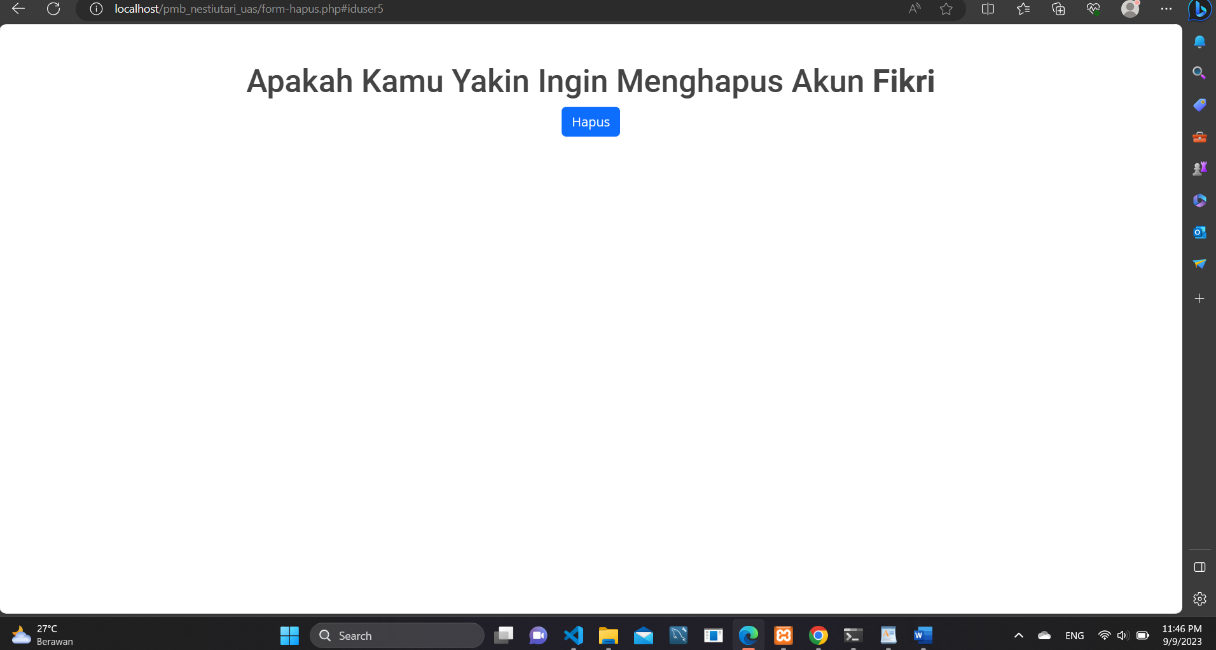 localhost/pmb_nestiutari_uas/form-hapus.php#iduser5
Apakah Kamu Yakin Ingin Menghapus Akun Fikri
Hapus
27°C
Berawan
Search
ENG
11:46 PM
9/9/2023